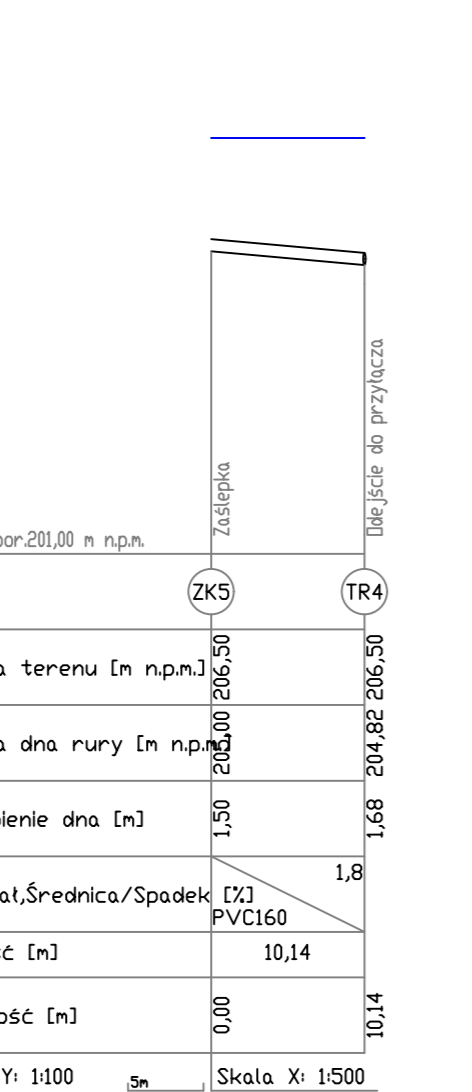 Zaślepka
Odejście do przyłącza
por.201,00 m n.p.m.
ZK5 TR4
a terenu [m n.p.m.] 206,50 206,50
a dna rury [m n.p.m.] 205,00 204,82
pienie dna [m] 1,50 1,68
ał,Średnica/Spadek [%] 1,8
PVC160
ć [m] 10,14
ość [m] 0,00 10,14
Y: 1:100 5m Skala X: 1:500